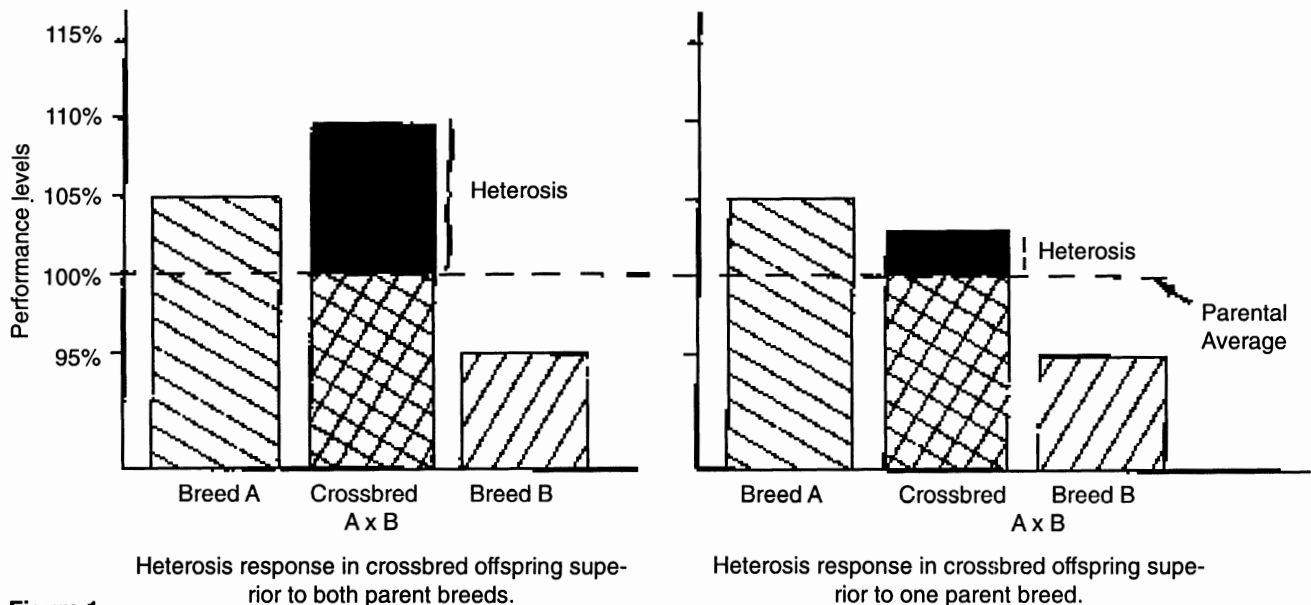 115%
110%
105%
100%
95%
Performance levels
Heterosis
Breed A
Crossbred
A x B
Breed B
Heterosis response in crossbred offspring supe-
rior to both parent breeds.
Heterosis
Parental
Average
Breed A
Crossbred
A x B
Breed B
Heterosis response in crossbred offspring supe-
rior to one parent breed.
Figure 1